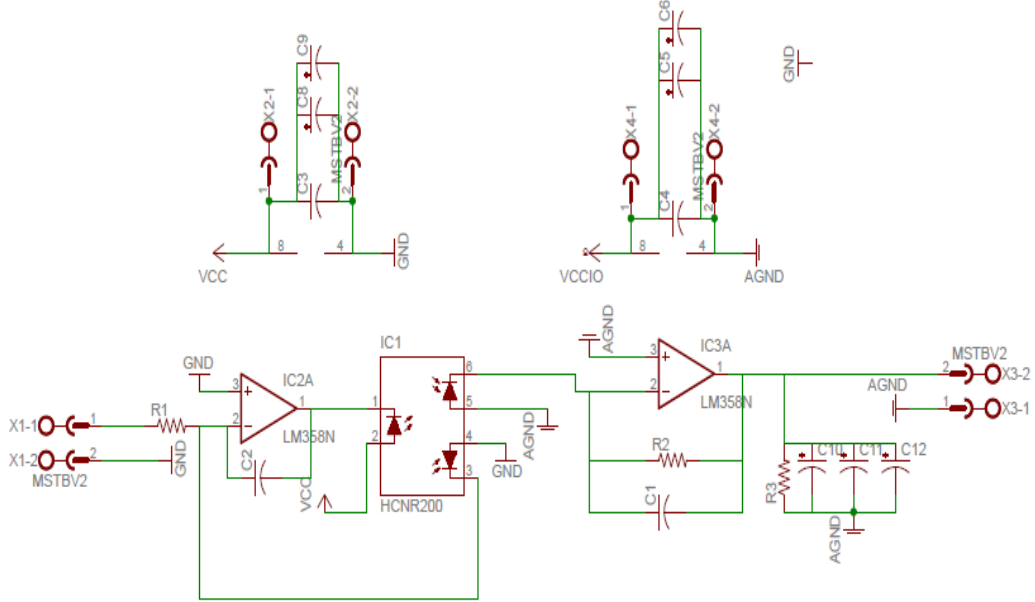 C9
C8
C3
X2-1
X2-2
MSTBV2
1
2
8
4
VCC
GND
C6
C5
C4
X4-1
X4-2
MSTBV2
1
2
8
4
VCCIO
AGND
GND
X1-1
1
X1-2
2
MSTBV2
GND
R1
GND
3
2
1
IC2A
LM358N
C2
VCC
IC1
1
2
6
5
4
3
HCNR200
AGND
GND
AGND
3
2
1
IC3A
LM358N
R2
C1
R3
C10
C11
C12
AGND
MSTBV2
2
X3-2
AGND
1
X3-1